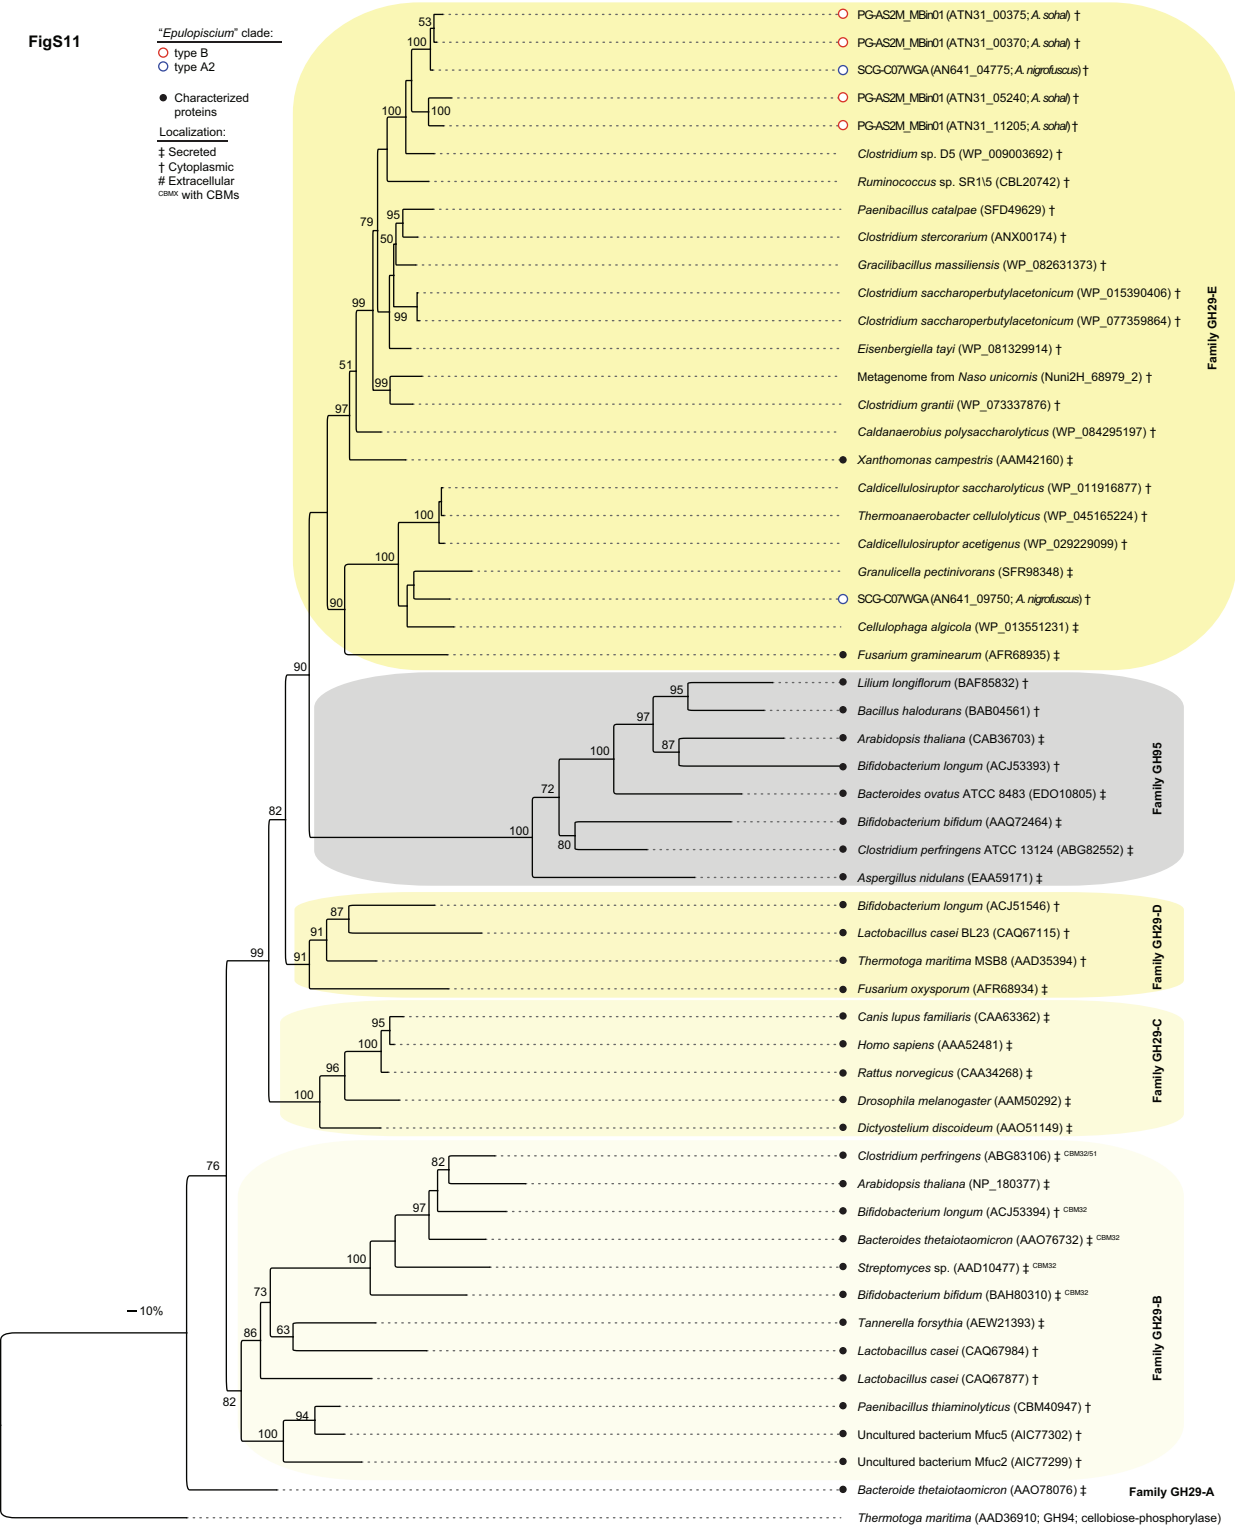 FigS11
"Epulopiscium" clade:
type B
type A2
Characterized
proteins
Localization:
‡ Secreted
† Cytoplasmic
# Extracellular
CBMX with CBMs
53
PG-AS2M_MBin01 (ATN31_00375; A. sohal) †
100
PG-AS2M_MBin01 (ATN31_00370; A. sohal) †
SCG-C07WGA (AN641_04775; A. nigrofuscus) †
PG-AS2M_MBin01 (ATN31_05240; A. sohal) †
100 100
PG-AS2M_MBin01 (ATN31_11205; A. sohal) †
Clostridium sp. D5 (WP_009003692) †
Ruminococcus sp. SR1\5 (CBL20742) †
Paenibacillus catalpae (SFD49629) †
79 95
Clostridium stercorarium (ANX00174) †
50
Gracilibacillus massiliensis (WP_082631373) †
Clostridium saccharoperbutylacetonicum (WP_015390406) †
99
99
Clostridium saccharoperbutylacetonicum (WP_077359864) †
Family GH29-E
Eisenbergiella tayi (WP_081329914) †
51
Metagenome from Naso unicornis (Nuni2H_68979_2) †
99
Clostridium grantii (WP_073337876) †
97
Caldanaerobius polysaccharolyticus (WP_084295197) †
Xanthomonas campestris (AAM42160) ‡
Caldicellulosiruptor saccharolyticus (WP_011916877) †
100
Thermoanaerobacter cellulolyticus (WP_045165224) †
Caldicellulosiruptor acetigenus (WP_029229099) †
100
Granulicella pectinivorans (SFR98348) ‡
90
SCG-C07WGA (AN641_09750; A. nigrofuscus) †
Cellulophaga algicola (WP_013551231) ‡
Fusarium graminearum (AFR68935) ‡
90
Lilium longiflorum (BAF85832) †
95
Bacillus halodurans (BAB04561) †
97
Arabidopsis thaliana (CAB36703) ‡
87
100
Bifidobacterium longum (ACJ53393) †
Family GH95
72
Bacteroides ovatus ATCC 8483 (EDO10805) ‡
82
Bifidobacterium bifidum (AAQ72464) ‡
100
80
Clostridium perfringens ATCC 13124 (ABG82552) ‡
Aspergillus nidulans (EAA59171) ‡
Bifidobacterium longum (ACJ51546) †
87
Lactobacillus casei BL23 (CAQ67115) †
91
Family GH29-D
99 91
Thermotoga maritima MSB8 (AAD35394) †
Fusarium oxysporum (AFR68934) ‡
Canis lupus familiaris (CAA63362) ‡
95
Homo sapiens (AAA52481) ‡
100
Family GH29-C
96
Rattus norvegicus (CAA34268) ‡
100
Drosophila melanogaster (AAM50292) ‡
Dictyostelium discoideum (AAO51149) ‡
Clostridium perfringens (ABG83106) ‡ CBM32/51
76 82
Arabidopsis thaliana (NP_180377) ‡
97
Bifidobacterium longum (ACJ53394) † CBM32
Bacteroides thetaiotaomicron (AAO76732) ‡ CBM32
100
Streptomyces sp. (AAD10477) ‡ CBM32
73
Bifidobacterium bifidum (BAH80310) ‡ CBM32
10%
Tannerella forsythia (AEW21393) ‡
86 63
Family GH29-B
Lactobacillus casei (CAQ67984) †
Lactobacillus casei (CAQ67877) †
82
Paenibacillus thiaminolyticus (CBM40947) †
94
100
Uncultured bacterium Mfuc5 (AIC77302) †
Uncultured bacterium Mfuc2 (AIC77299) †
Bacteroide thetaiotaomicron (AAO78076) ‡ Family GH29-A
Thermotoga maritima (AAD36910; GH94; cellobiose-phosphorylase)